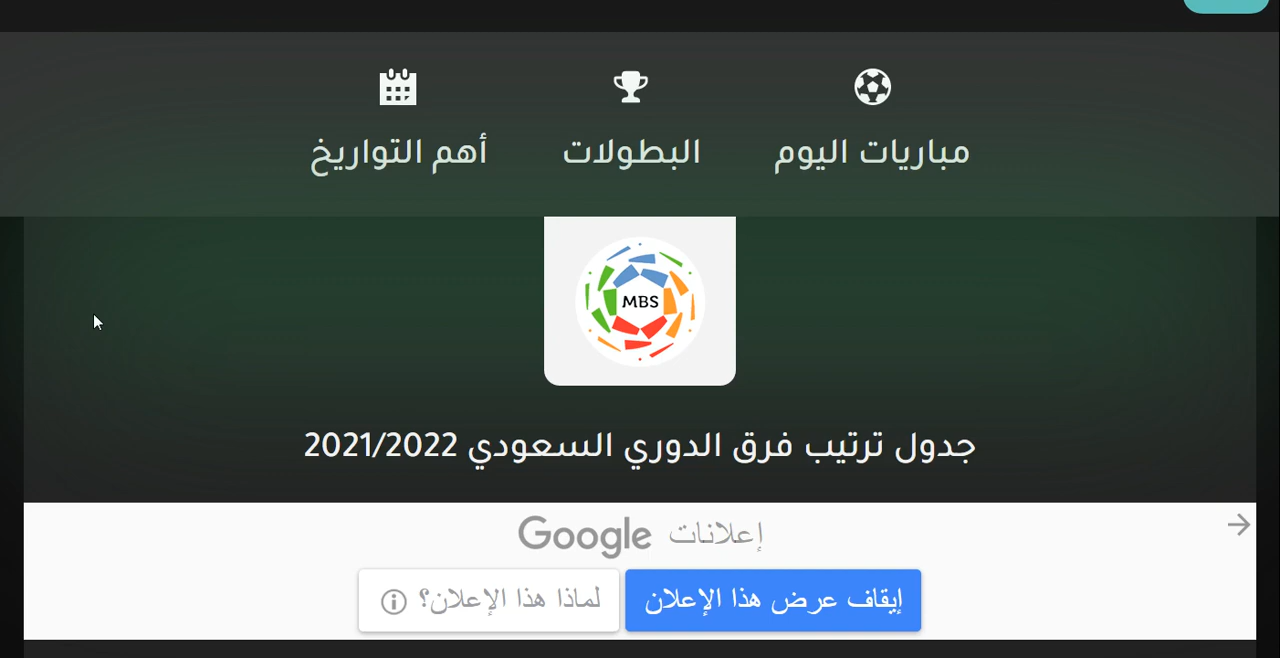 مباريات اليوم
البطولات
أهم التواريخ
MBS
جدول ترتيب فرق الدوري السعودي 2021/2022
إعلانات Google
إيقاف عرض هذا الإعلان
لماذا هذا الإعلان؟